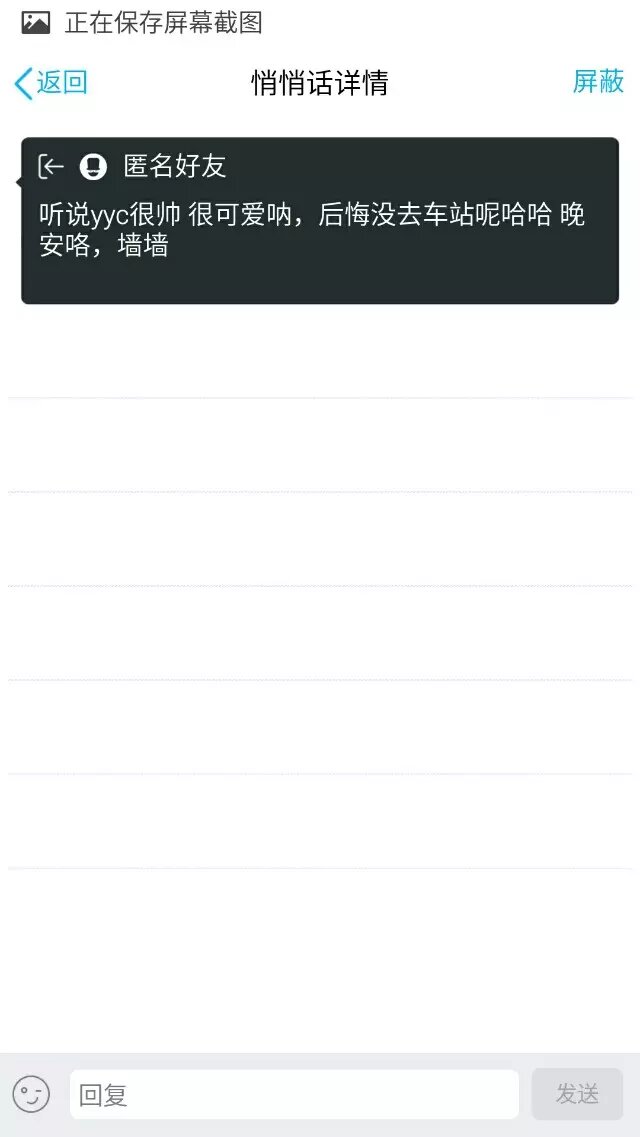 正在保存屏幕截图
返回 悄悄话详情 屏蔽
匿名好友
听说yyc很帅 很可爱呐，后悔没去车站呢哈哈 晚
安咯，墙墙
回复 发送